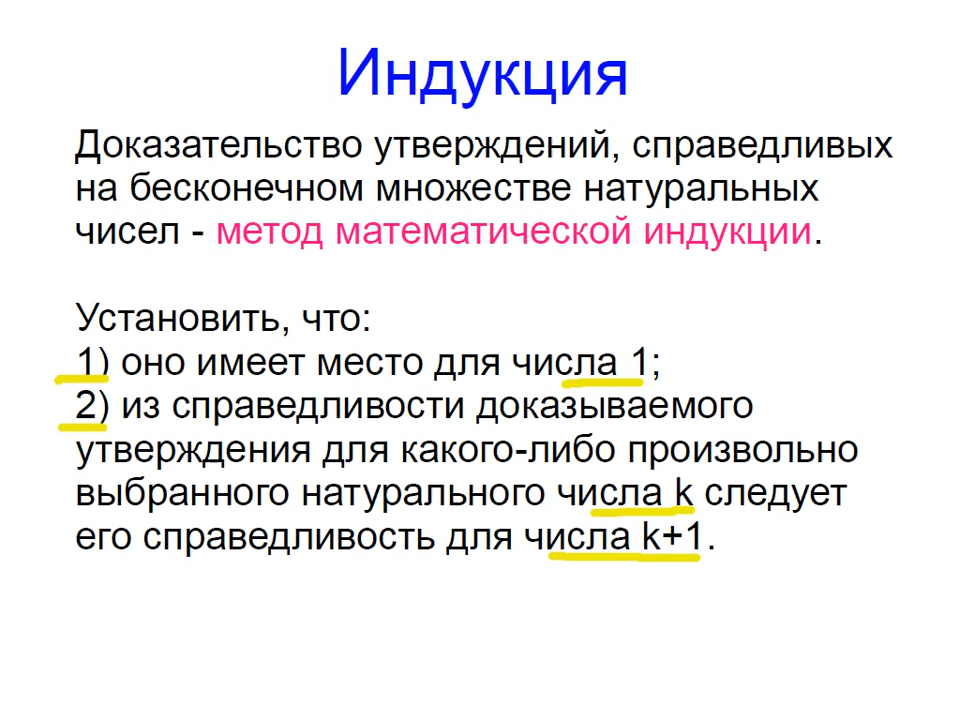 Индукция
Доказательство утверждений, справедливых
на бесконечном множестве натуральных
чисел - метод математической индукции.
Установить, что:
1) оно имеет место для числа 1;
2) из справедливости доказываемого
утверждения для какого-либо произвольно
выбранного натурального числа k следует
его справедливость для числа k+1.